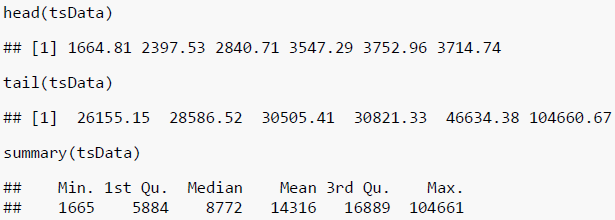 head(tsData)
## [1] 1664.81 2397.53 2840.71 3547.29 3752.96 3714.74
tail(tsData)
## [1]  26155.15  28586.52  30505.41  30821.33  46634.38 104660.67
summary(tsData)
##    Min. 1st Qu.  Median    Mean 3rd Qu.    Max.
##    1665    5884    8772   14316   16889  104661